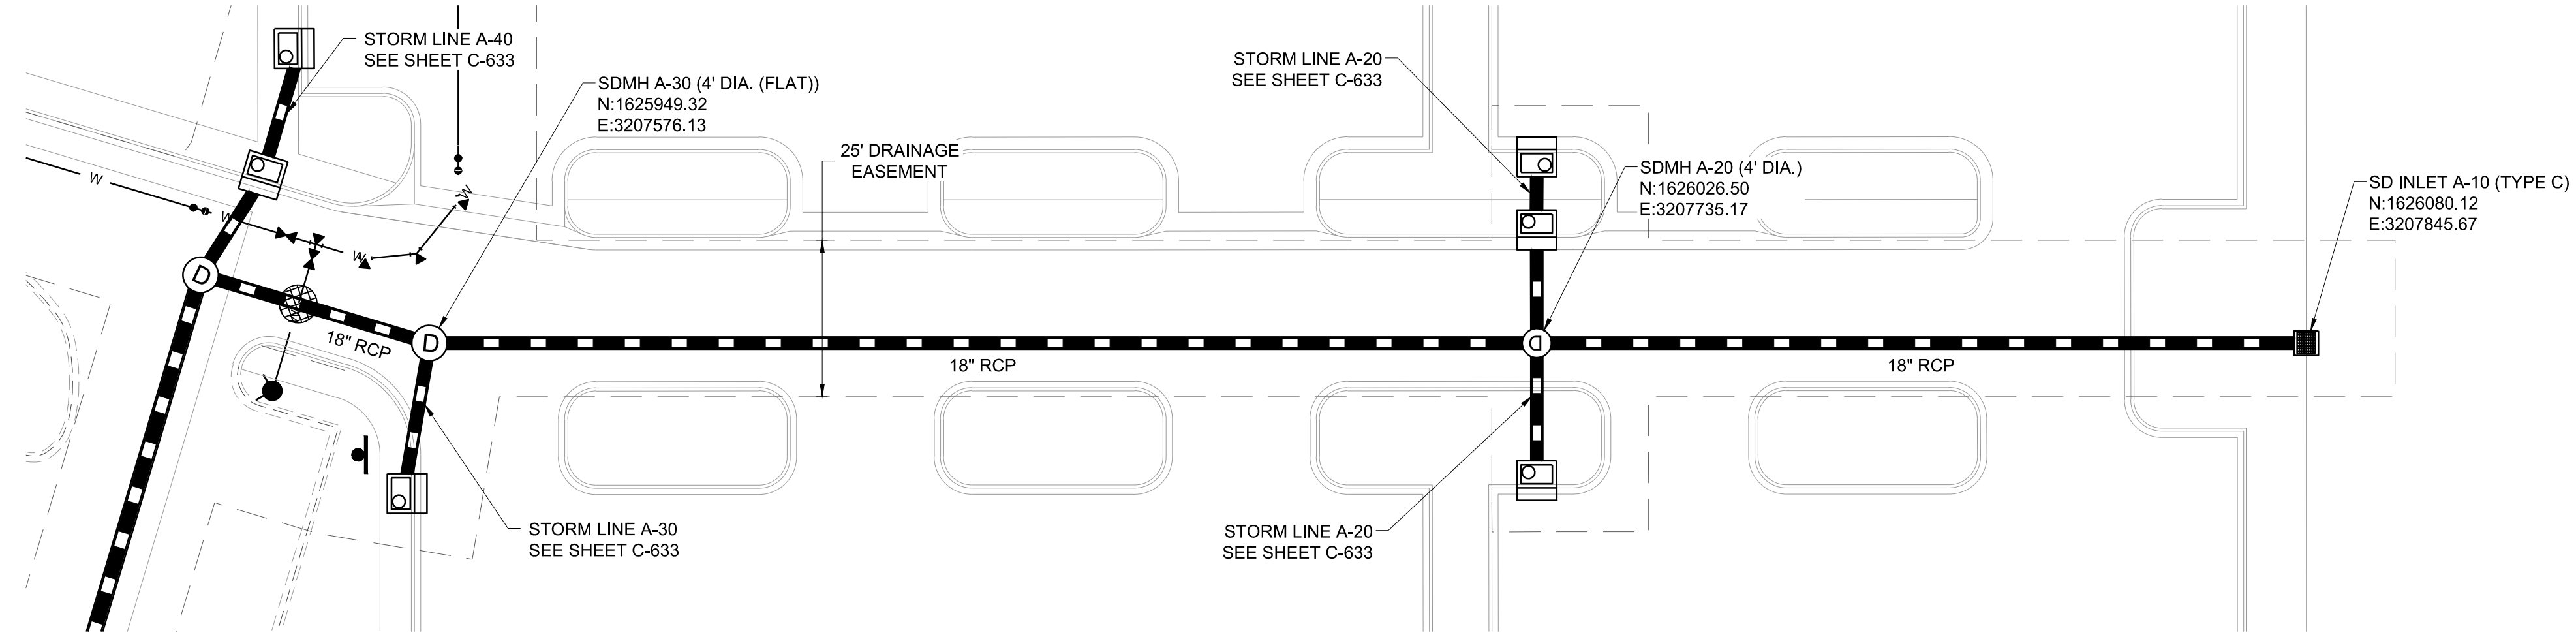 STORM LINE A-40
SEE SHEET C-633
SDMH A-30 (4' DIA. (FLAT))
N:1625949.32
E:3207576.13
25' DRAINAGE
EASEMENT
STORM LINE A-20
SEE SHEET C-633
SDMH A-20 (4' DIA.)
N:1626026.50
E:3207735.17
SD INLET A-10 (TYPE C)
N:1626080.12
E:3207845.67
W
W
W
W
D
D
D
18" RCP
18" RCP
18" RCP
STORM LINE A-30
SEE SHEET C-633
STORM LINE A-20
SEE SHEET C-633